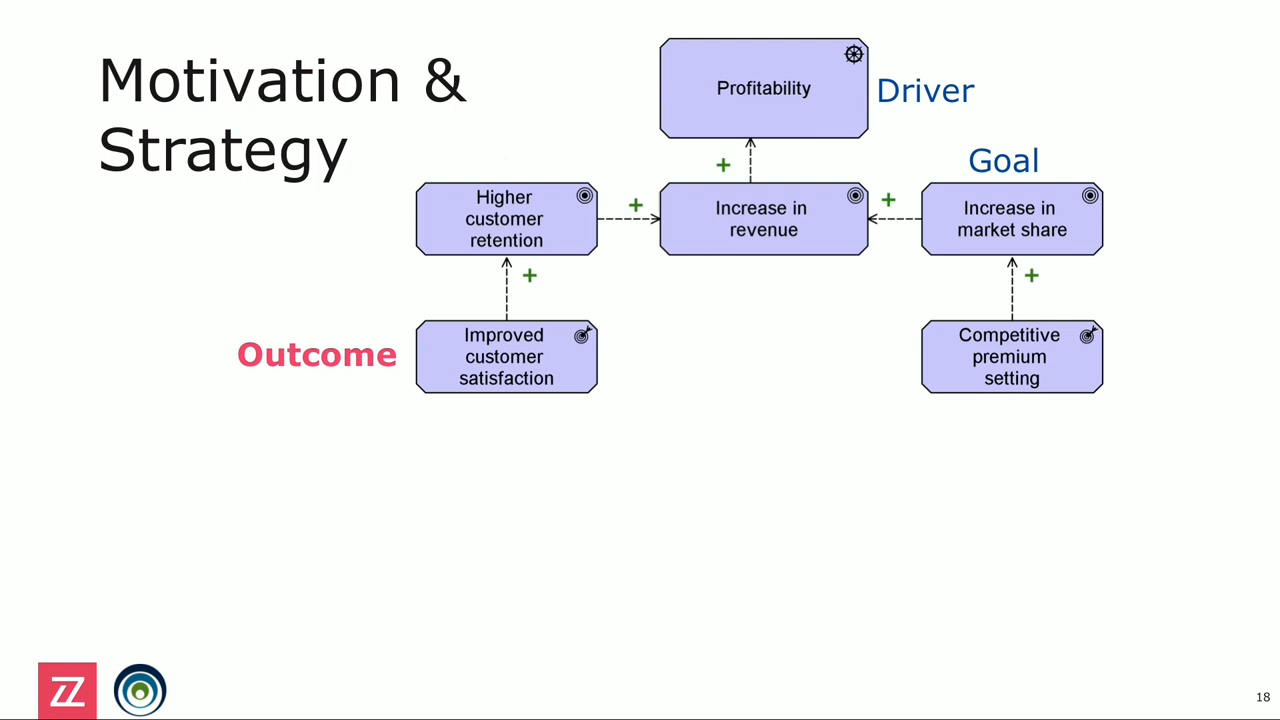 Motivation &
Strategy
Profitability
Driver
+
Goal
Higher
customer
retention
+
Increase in
revenue
+
Increase in
market share
+
+
Outcome
Improved
customer
satisfaction
Competitive
premium
setting
18